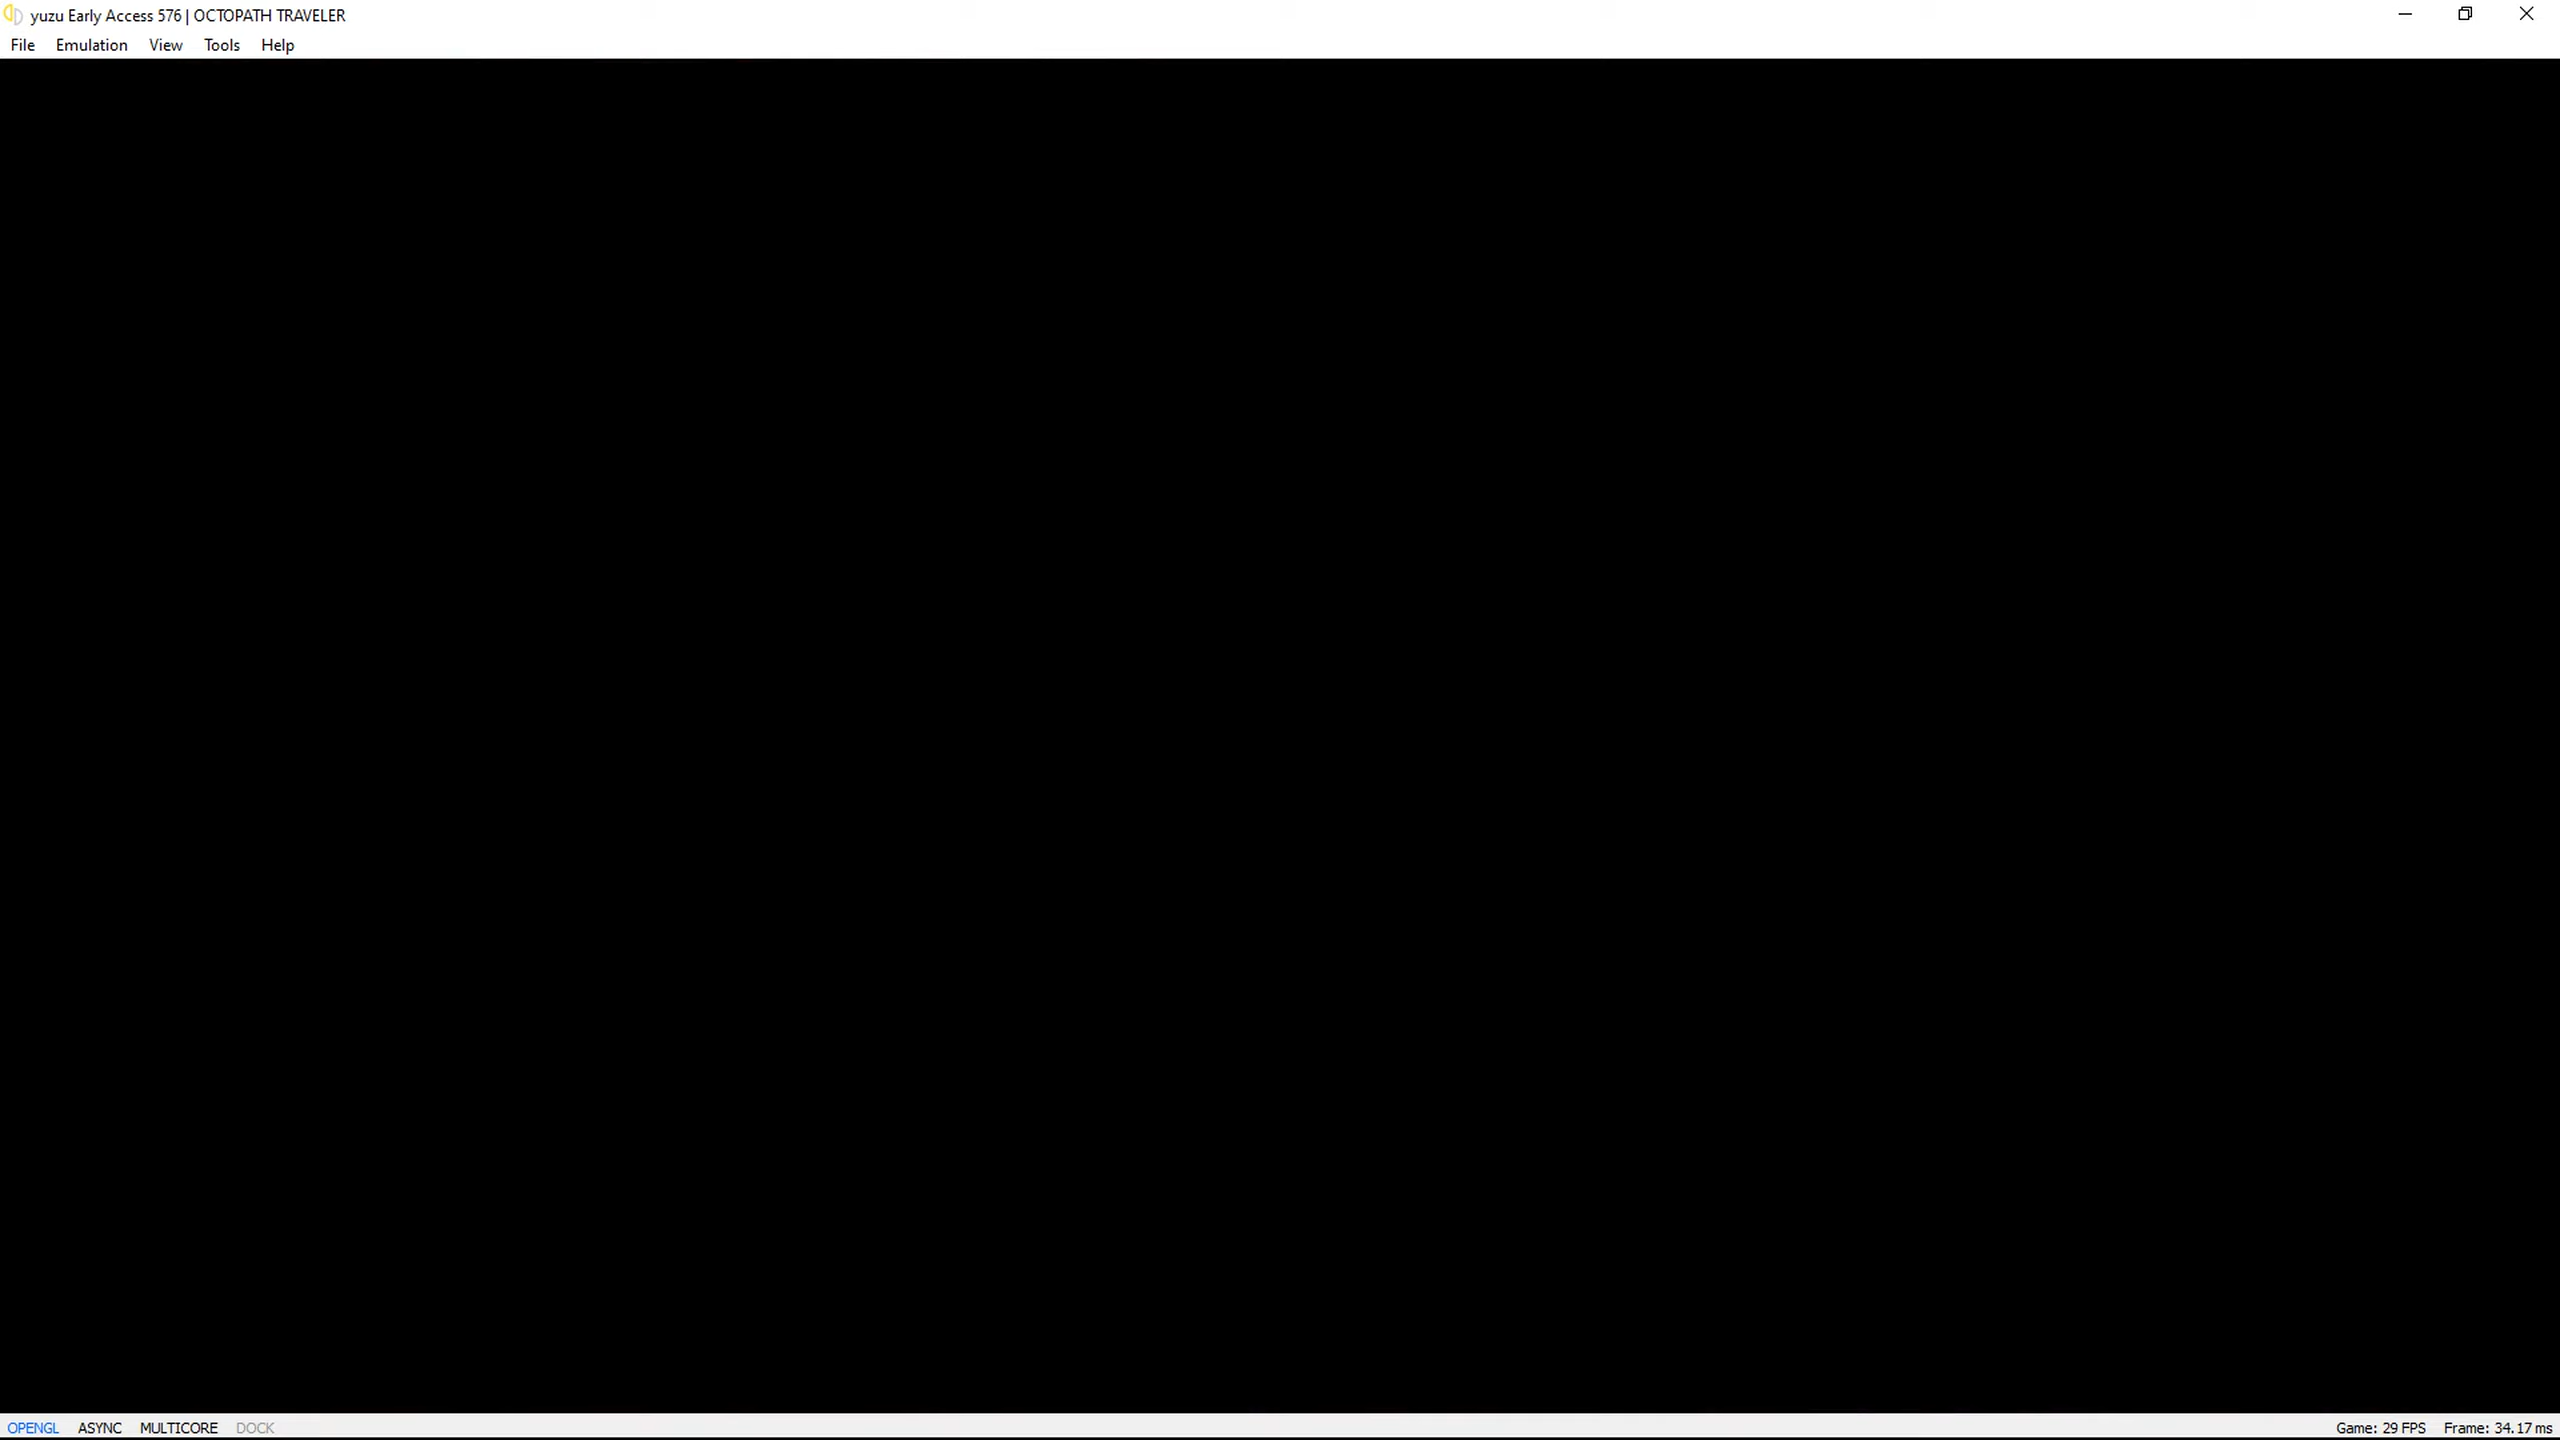 yuzu Early Access 576 | OCTOPATH TRAVELER
File Emulation View Tools Help
OPENGL ASYNC MULTICORE DOCK Game: 29 FPS Frame: 34.17 ms